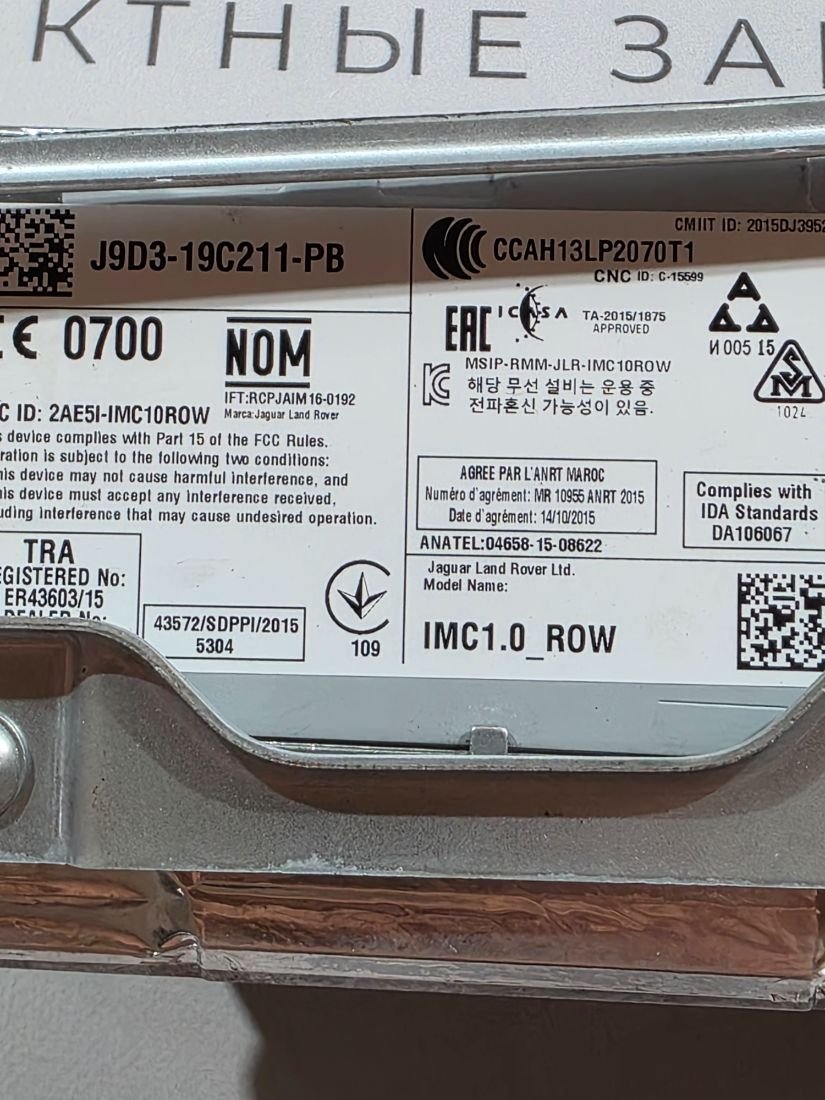 КТНЫЕ ЗА
J9D3-19C211-PB
CE 0700
NOM
IFT:RCPJAIM16-0192
Marca:Jaguar Land Rover
C ID: 2AE5I-IMC10ROW
device complies with Part 15 of the FCC Rules.
ration is subject to the following two conditions:
his device may not cause harmful interference, and
his device must accept any interference received,
uding interference that may cause undesired operation.
TRA
EGISTERED No:
ER43603/15
DEALER No:
43572/SDPPI/2015
5304
109
CMIIT ID: 2015DJ3952
CCAH13LP2070T1
CNC ID: C-15599
EAC
ICASA
TA-2015/1875
APPROVED
И 005 15
MSIP-RMM-JLR-IMC10ROW
해당 무선 설비는 운용 중
전파혼신 가능성이 있음.
SM
1024
AGREE PAR L'ANRT MAROC
Numéro d'agrément: MR 10955 ANRT 2015
Date d'agrément: 14/10/2015
Complies with
IDA Standards
DA106067
ANATEL:04658-15-08622
Jaguar Land Rover Ltd.
Model Name:
IMC1.0_ROW